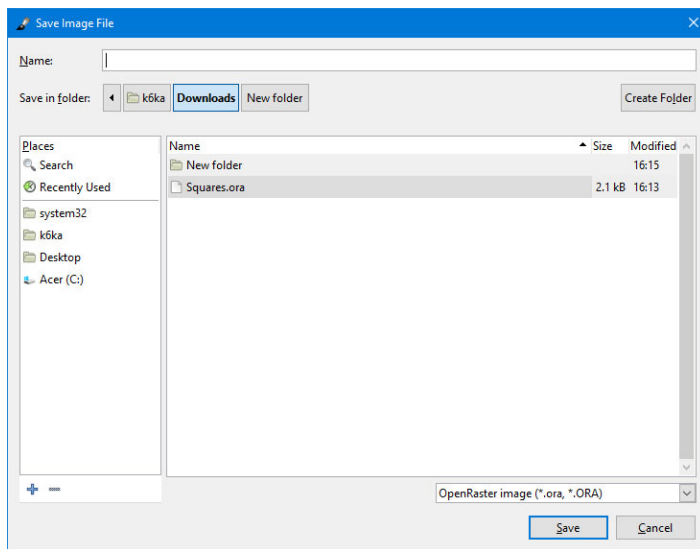 Save Image File
Name:
Save in folder: k6ka Downloads New folder Create Folder
Places Name Size Modified
Search New folder 16:15
Recently Used Squares.ora 2.1 kB 16:13
system32
k6ka
Desktop
Acer (C:)
OpenRaster image (*.ora, *.ORA)
Save Cancel